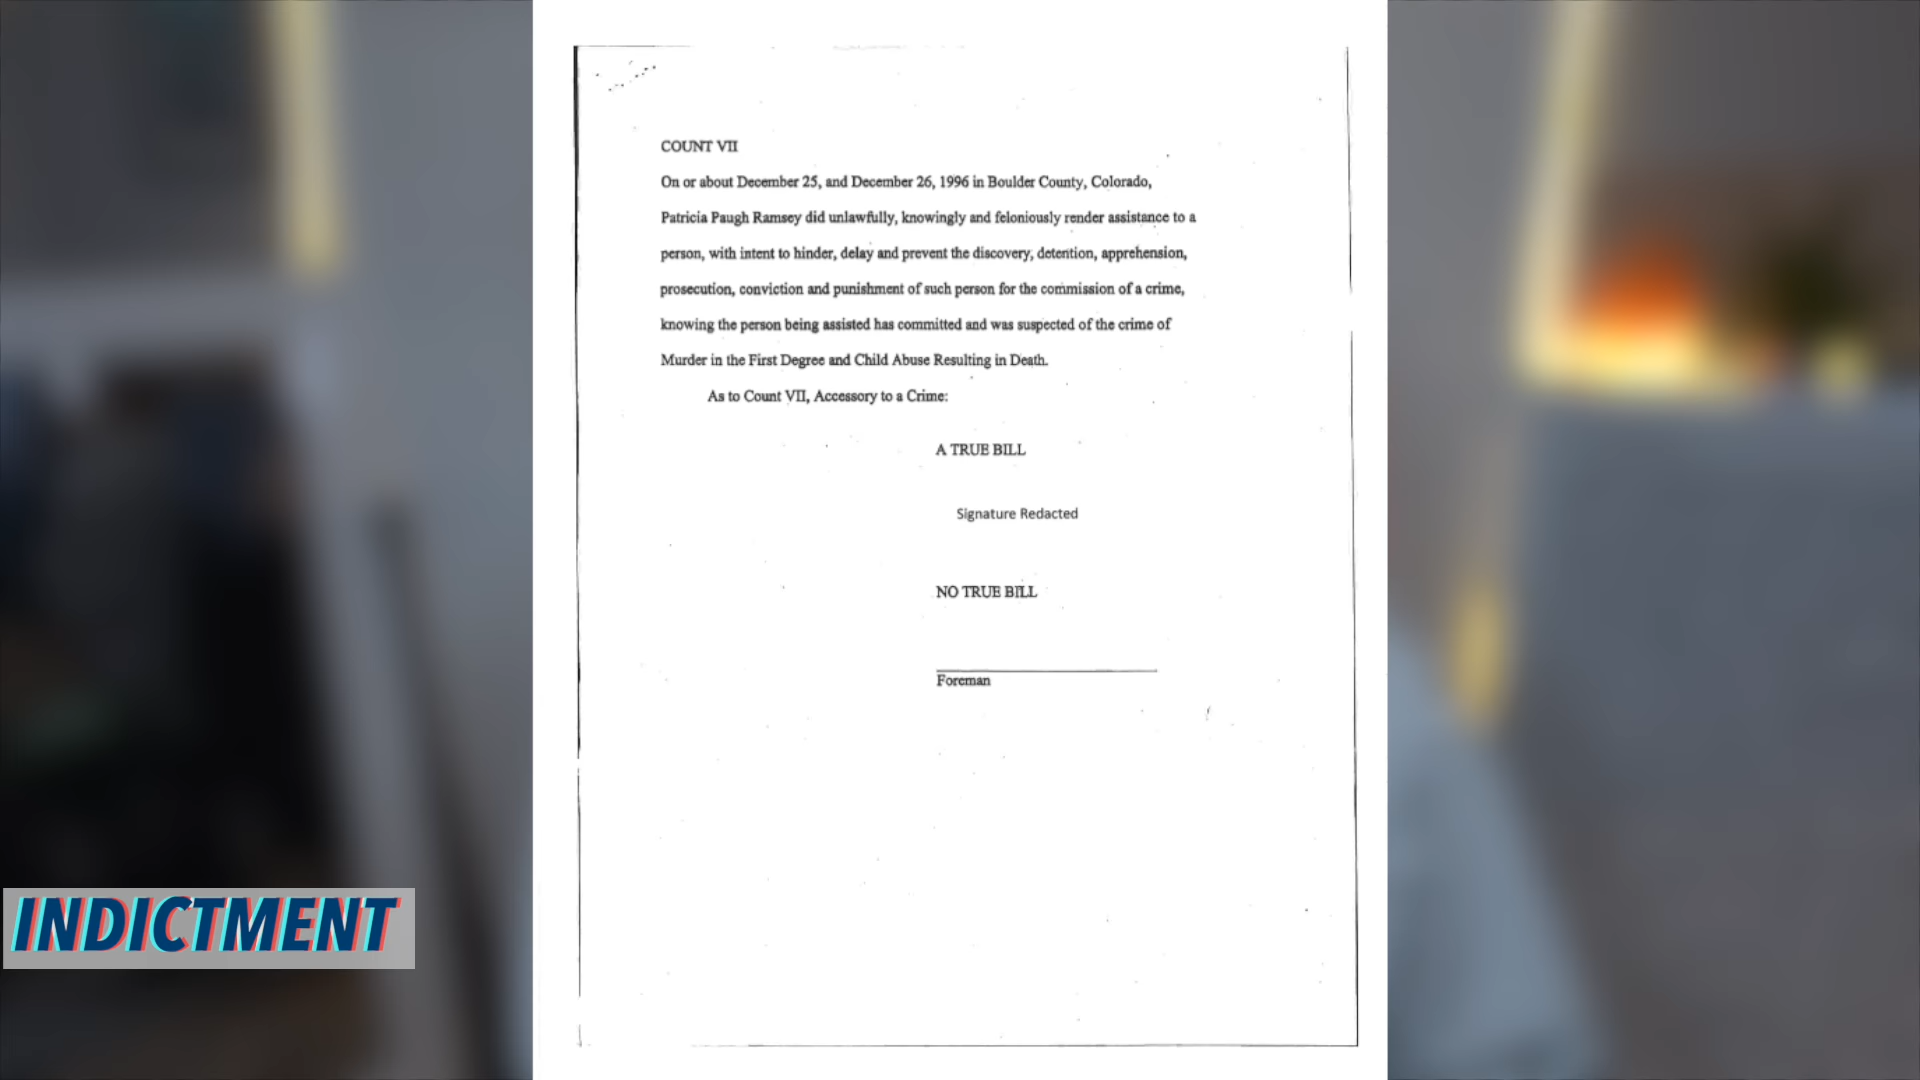 COUNT VII
On or about December 25, and December 26, 1996 in Boulder County, Colorado,
Patricia Paugh Ramsey did unlawfully, knowingly and feloniously render assistance to a
person, with intent to hinder, delay and prevent the discovery, detention, apprehension,
prosecution, conviction and punishment of such person for the commission of a crime,
knowing the person being assisted has committed and was suspected of the crime of
Murder in the First Degree and Child Abuse Resulting in Death.
As to Count VII, Accessory to a Crime:
A TRUE BILL
Signature Redacted
NO TRUE BILL
Foreman
INDICTMENT